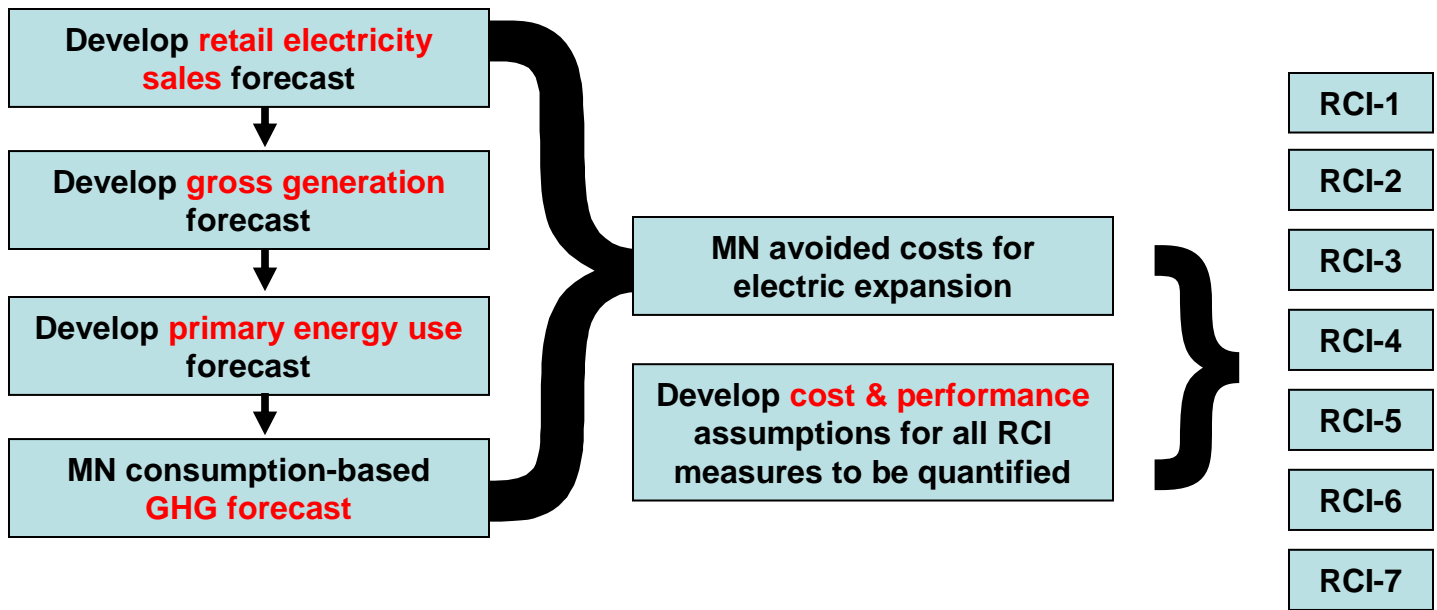 Develop retail electricity
sales forecast
Develop gross generation
forecast
Develop primary energy use
forecast
MN consumption-based
GHG forecast
MN avoided costs for
electric expansion
Develop cost & performance
assumptions for all RCI
measures to be quantified
RCI-1
RCI-2
RCI-3
RCI-4
RCI-5
RCI-6
RCI-7